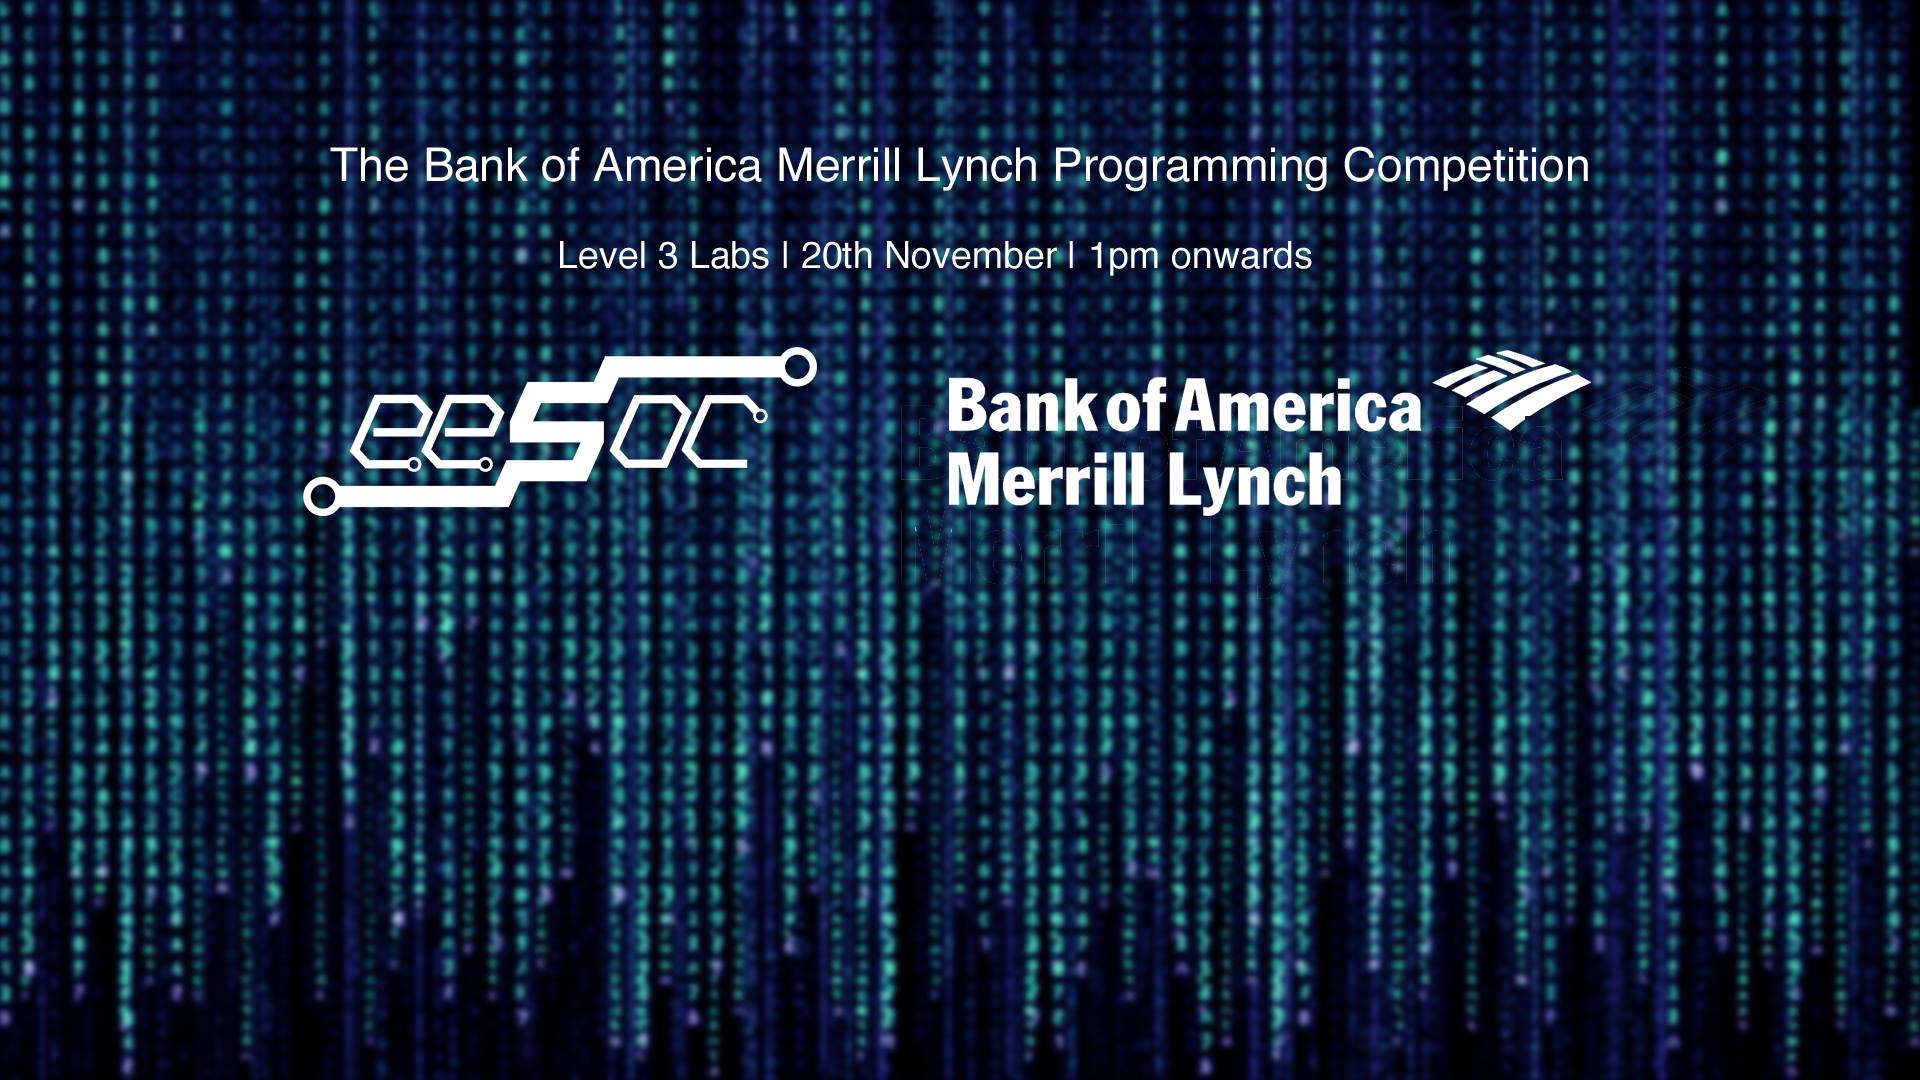 The Bank of America Merrill Lynch Programming Competition
Level 3 Labs | 20th November | 1pm onwards
eesoc
Bank of America
Merrill Lynch